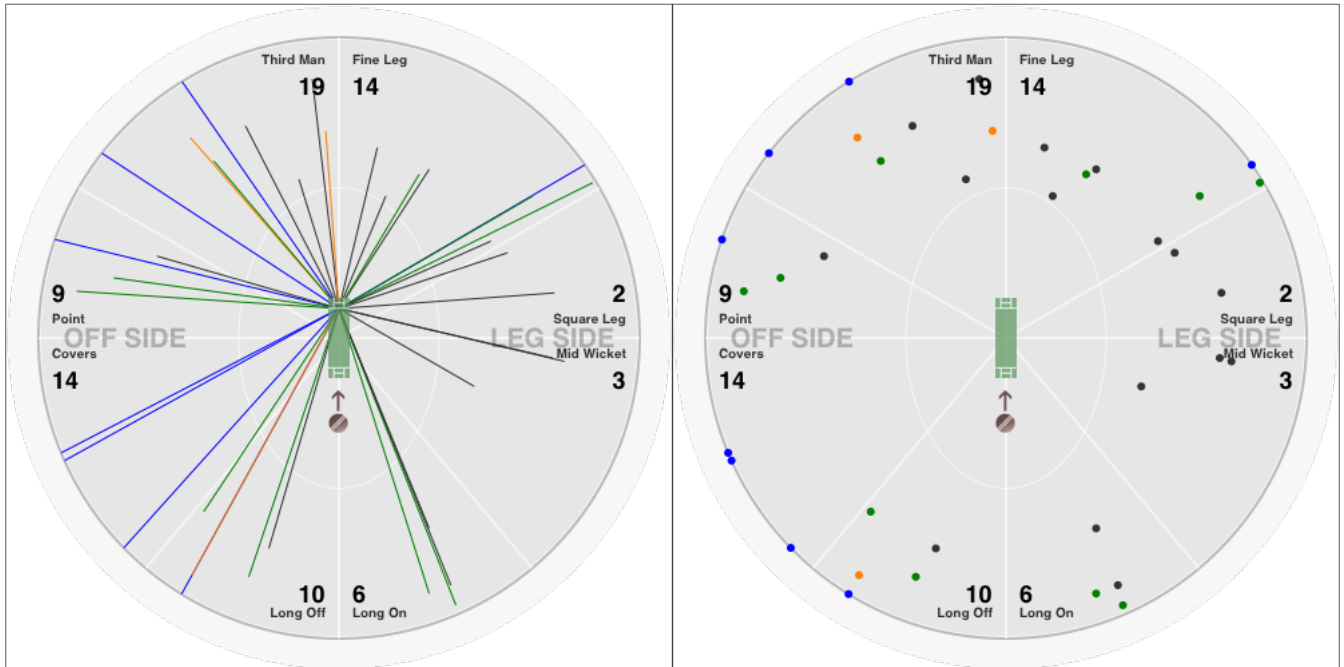 Third Man
Fine Leg
19
14
9
Point
2
Square Leg
OFF SIDE
LEG SIDE
Covers
Mid Wicket
14
3
10
6
Long Off
Long On
Third Man
Fine Leg
19
14
9
Point
2
Square Leg
OFF SIDE
LEG SIDE
Covers
Mid Wicket
14
3
10
6
Long Off
Long On